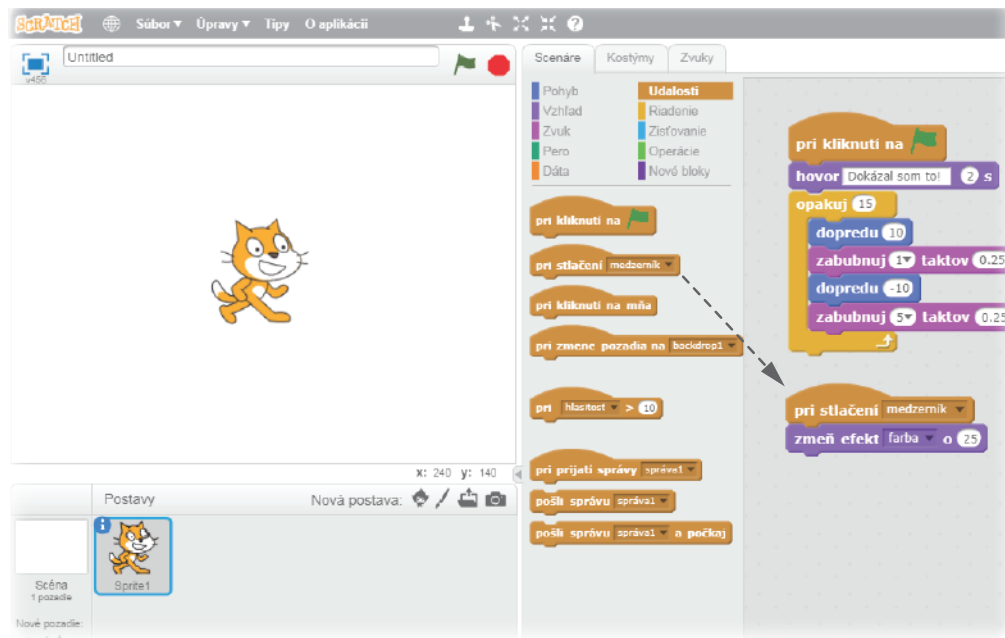 SCRATCH Súbor▼ Úpravy▼ Tipy O aplikácii
v456 Untitled
x: 240 y: 140
Postavy Nová postava:
Scéna
1 pozadie
Nové pozadie:
Sprite1
Scenáre Kostýmy Zvuky
Pohyb Udalosti
Vzhľad Riadenie
Zvuk Zisťovanie
Pero Operácie
Dáta Nové bloky
pri kliknutí na
pri stlačení medzerník
pri kliknutí na mňa
pri zmene pozadia na backdrop1
pri hlasitosť > 10
pri prijatí správy správa1
pošli správu správa1
pošli správu správa1 a počkaj
pri kliknutí na
hovor Dokázal som to! 2 s
opakuj 15
dopredu 10
zabubnuj 1 taktov 0.25
dopredu -10
zabubnuj 5 taktov 0.25
pri stlačení medzerník
zmeň efekt farba o 25